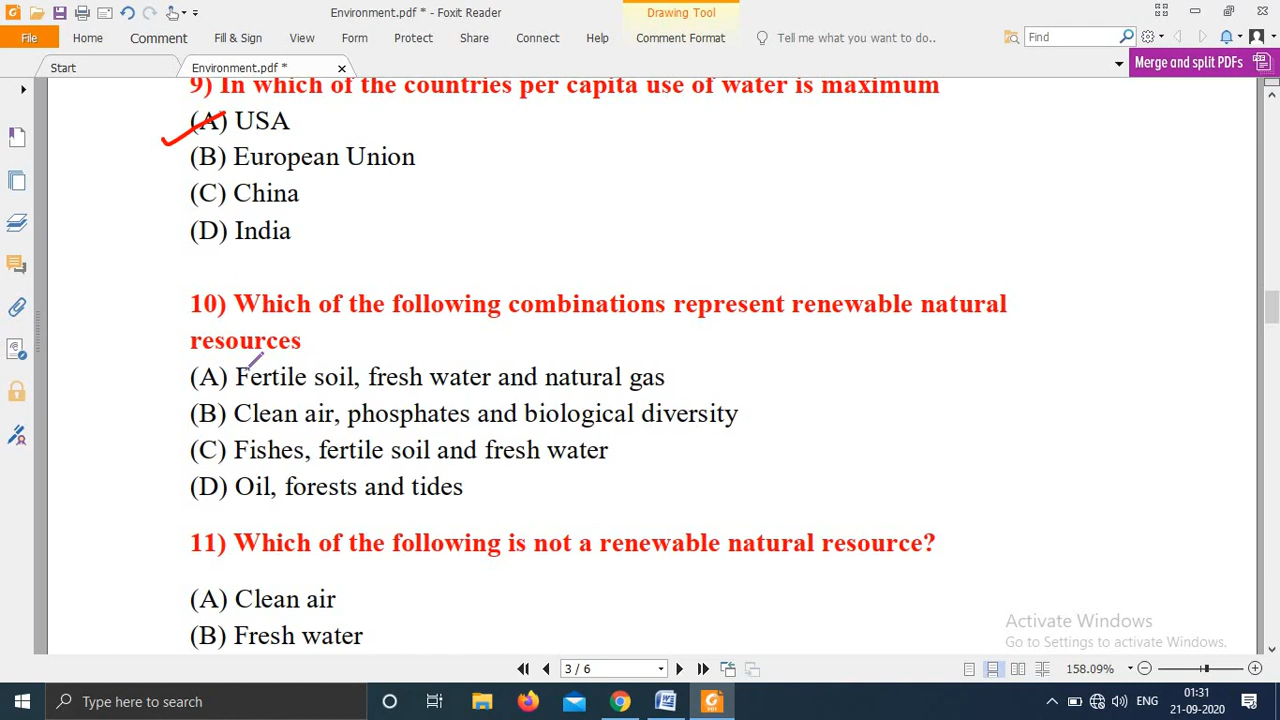 Environment.pdf * - Foxit Reader
Drawing Tool
File Home Comment Fill & Sign View Form Protect Share Connect Help Comment Format Tell me what you want to do.. Find
Start Environment.pdf * Merge and split PDFs
9) In which of the countries per capita use of water is maximum
(A) USA
(B) European Union
(C) China
(D) India
10) Which of the following combinations represent renewable natural
resources
(A) Fertile soil, fresh water and natural gas
(B) Clean air, phosphates and biological diversity
(C) Fishes, fertile soil and fresh water
(D) Oil, forests and tides
11) Which of the following is not a renewable natural resource?
(A) Clean air
(B) Fresh water
Activate Windows
Go to Settings to activate Windows.
3 / 6 158.09%
Type here to search ENG 01:31
21-09-2020